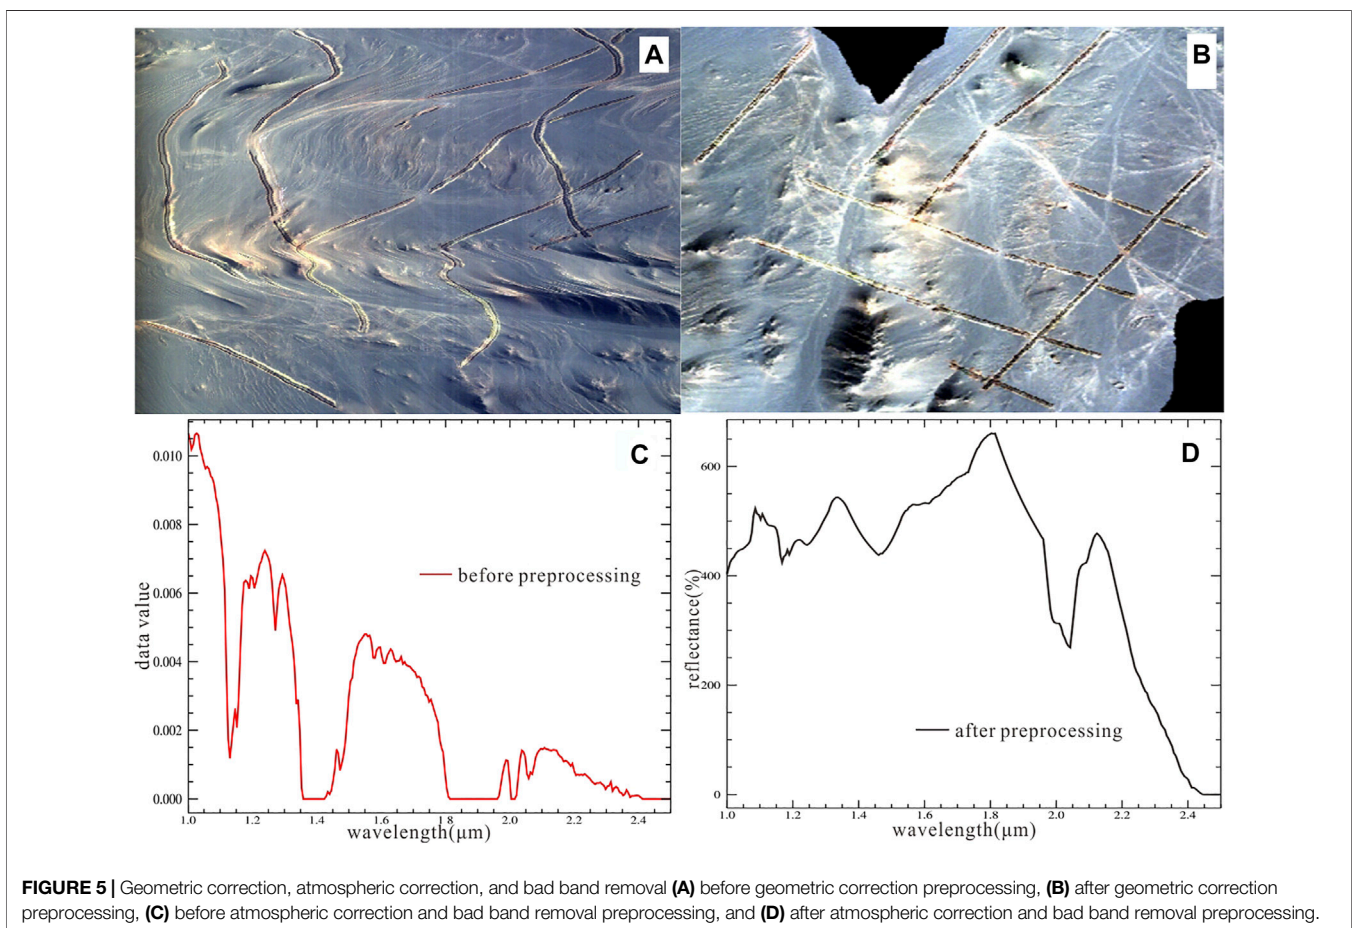 A
B
C
0.010
0.008
0.006
0.004
0.002
0.000
data value
before preprocessing
1.0 1.2 1.4 1.6 1.8 2.0 2.2 2.4
wavelength(μm)
D
600
400
200
0
reflectance(%)
after preprocessing
1.0 1.2 1.4 1.6 1.8 2.0 2.2 2.4
wavelength(μm)
FIGURE 5 | Geometric correction, atmospheric correction, and bad band removal (A) before geometric correction preprocessing, (B) after geometric correction
preprocessing, (C) before atmospheric correction and bad band removal preprocessing, and (D) after atmospheric correction and bad band removal preprocessing.